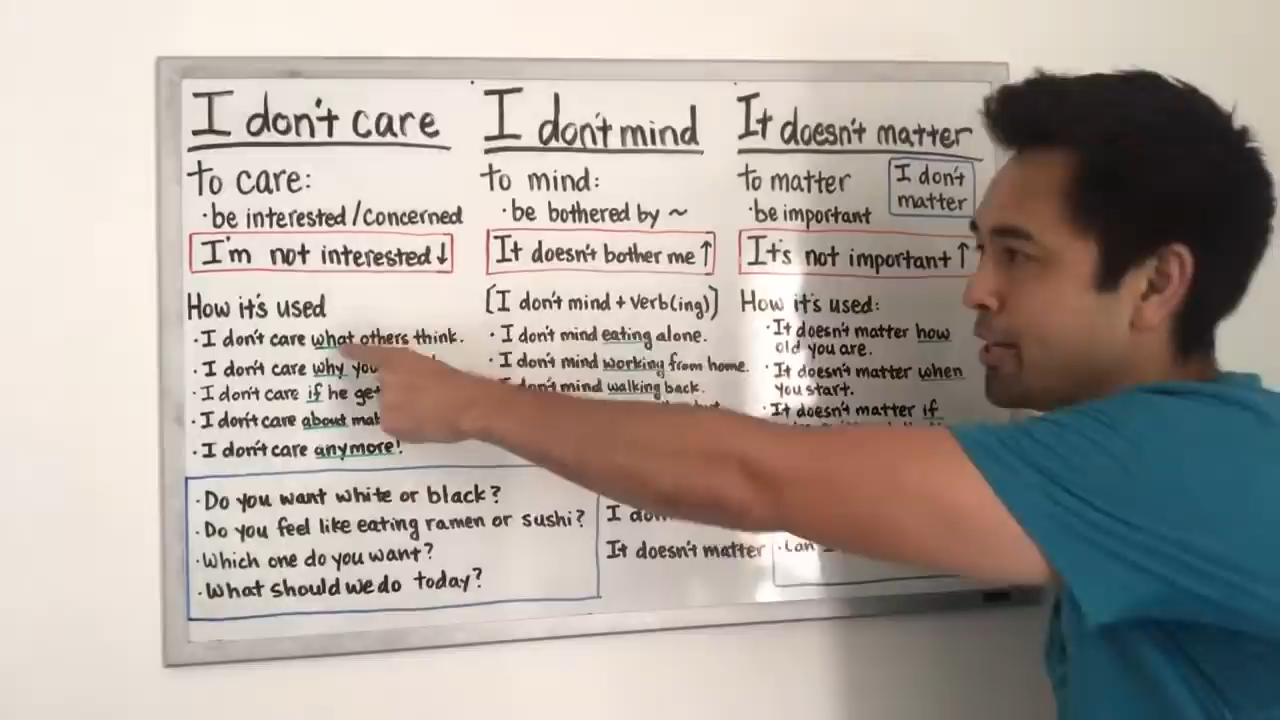 I don't care
to care:
· be interested/concerned
I'm not interested ↓
How it's used
· I don't care what others think.
· I don't care why you
· I don't care if he
· I don't care about
· I don't care anymore!
I don't mind
to mind:
· be bothered by ~
It doesn't bother me ↑
[I don't mind + verb(ing)]
· I don't mind eating alone.
· I don't mind working from home.
don't mind walking back.
It doesn't matter
to matter
· be important
I don't
matter
It's not important ↑
How it's used:
· It doesn't matter how
old you are.
· It doesn't matter when
you start.
· It doesn't matter if
· Do you want white or black?
· Do you feel like eating ramen or sushi?
· Which one do you want?
· What should we do today?
I
It doesn't matter